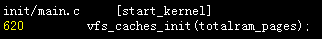 init/main.c [start_kernel]
620 vfs_caches_init(totalram_pages);